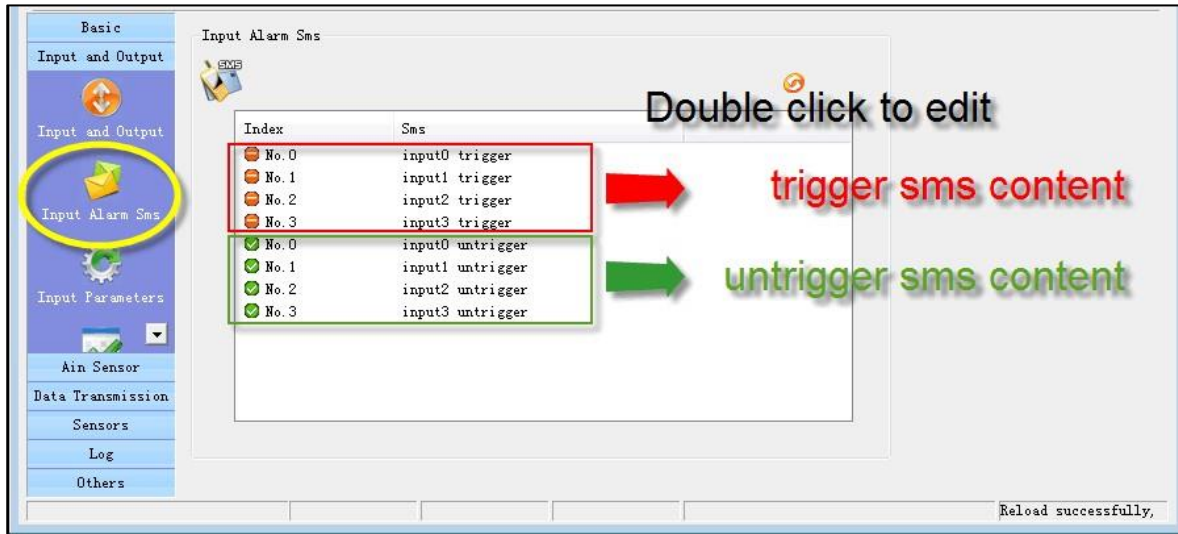 Basic
Input and Output
Input and Output
Input Alarm Sms
Input Parameters
Ain Sensor
Data Transmission
Sensors
Log
Others
Input Alarm Sms
SMS
Double click to edit
Index Sms
No. 0 input0 trigger
No. 1 input1 trigger
No. 2 input2 trigger
No. 3 input3 trigger
No. 0 input0 untrigger
No. 1 input1 untrigger
No. 2 input2 untrigger
No. 3 input3 untrigger
trigger sms content
untrigger sms content
Reload successfully,